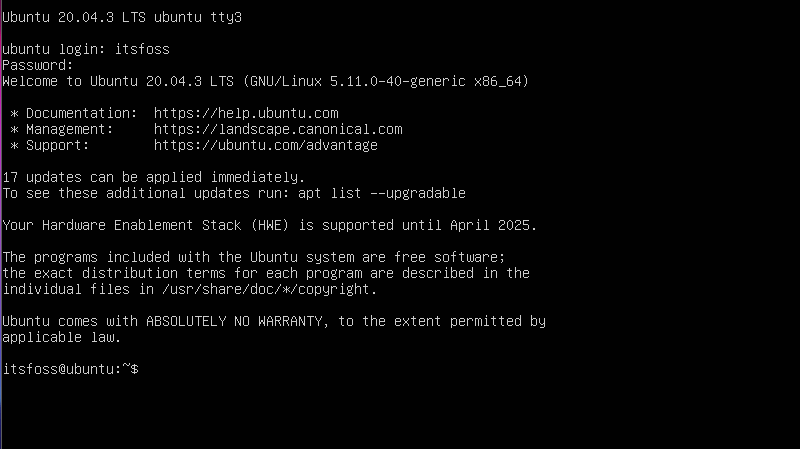 Ubuntu 20.04.3 LTS ubuntu tty3
ubuntu login: itsfoss
Password:
Welcome to Ubuntu 20.04.3 LTS (GNU/Linux 5.11.0-40-generic x86_64)
* Documentation:  https://help.ubuntu.com
* Management:     https://landscape.canonical.com
* Support:        https://ubuntu.com/advantage
17 updates can be applied immediately.
To see these additional updates run: apt list --upgradable
Your Hardware Enablement Stack (HWE) is supported until April 2025.
The programs included with the Ubuntu system are free software;
the exact distribution terms for each program are described in the
individual files in /usr/share/doc/*/copyright.
Ubuntu comes with ABSOLUTELY NO WARRANTY, to the extent permitted by
applicable law.
itsfoss@ubuntu:~$